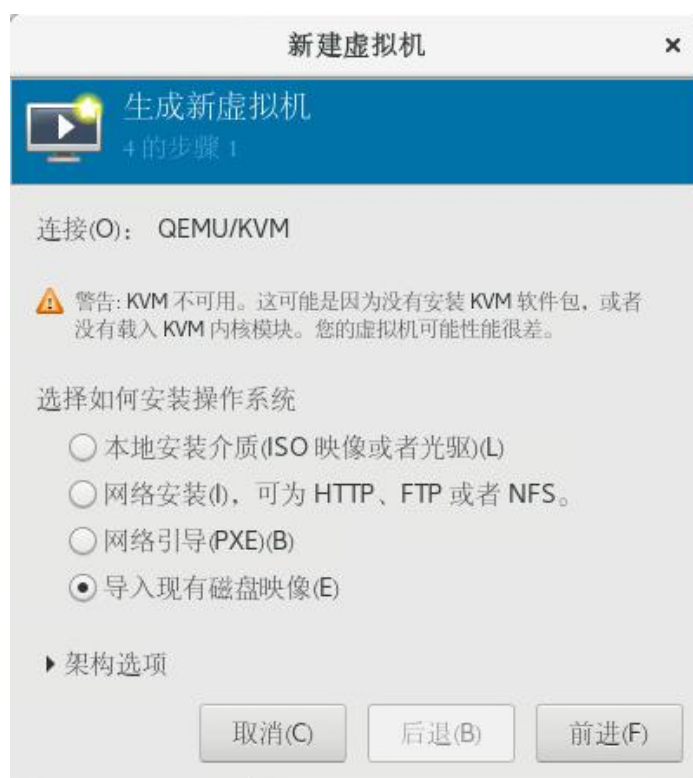 新建虚拟机
×
生成新虚拟机
4 的步骤 1
连接(O)： QEMU/KVM
警告: KVM 不可用。这可能是因为没有安装 KVM 软件包，或者
没有载入 KVM 内核模块。您的虚拟机可能性能很差。
选择如何安装操作系统
本地安装介质(ISO 映像或者光驱)(L)
网络安装(I)，可为 HTTP、FTP 或者 NFS。
网络引导(PXE)(B)
导入现有磁盘映像(E)
架构选项
取消(C)
后退(B)
前进(F)